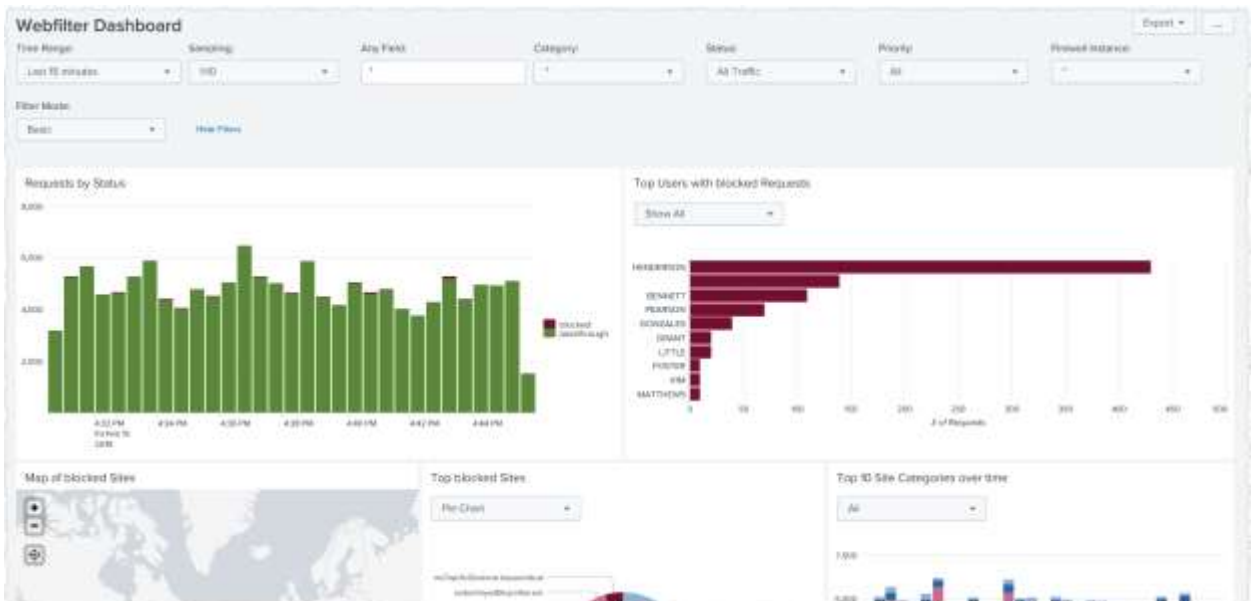 Webfilter Dashboard
Export
...
Time Range:
Sampling:
Any Field:
Category:
Status:
Priority:
Firewall Instance:
Last 15 minutes
*
*
All Traffic
All
*
Filter Mode:
Basic
Hide Filters
Requests by Status
8,000
6,000
4,000
2,000
blocked
passthrough
4:32 PM
4:34 PM
4:36 PM
4:38 PM
4:40 PM
4:42 PM
4:44 PM
Top Users with blocked Requests
Show All
HENDERSON
BENNETT
PEARSON
GONZALES
GRANT
LITTLE
FOSTER
KIM
MATTHEWS
0
50
100
150
200
250
300
350
400
450
500
# of Requests
Map of blocked Sites
+
-
Top blocked Sites
Pie Chart
Top 10 Site Categories over time
All